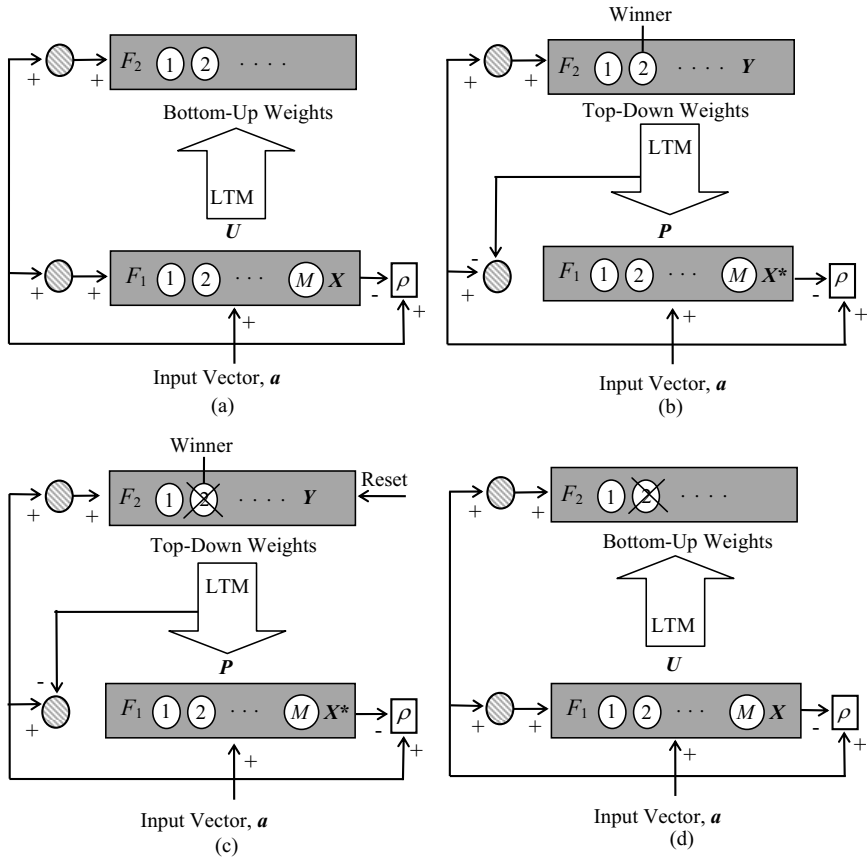 F₂ 1 2 · · · ·
+ +
Bottom-Up Weights
LTM
U
F₁ 1 2 · · · M X ρ
+ + - +
+
Input Vector, a
(a)
Winner
F₂ 1 2 · · · · Y
+ +
Top-Down Weights
LTM
P
-
F₁ 1 2 · · · M X* ρ
+ - +
+
Input Vector, a
(b)
Winner
F₂ 1 2 · · · · Y Reset
+ +
Top-Down Weights
LTM
P
-
F₁ 1 2 · · · M X* ρ
+ - +
+
Input Vector, a
(c)
F₂ 1 2 · · · ·
+ +
Bottom-Up Weights
LTM
U
F₁ 1 2 · · · M X ρ
+ + - +
+
Input Vector, a
(d)